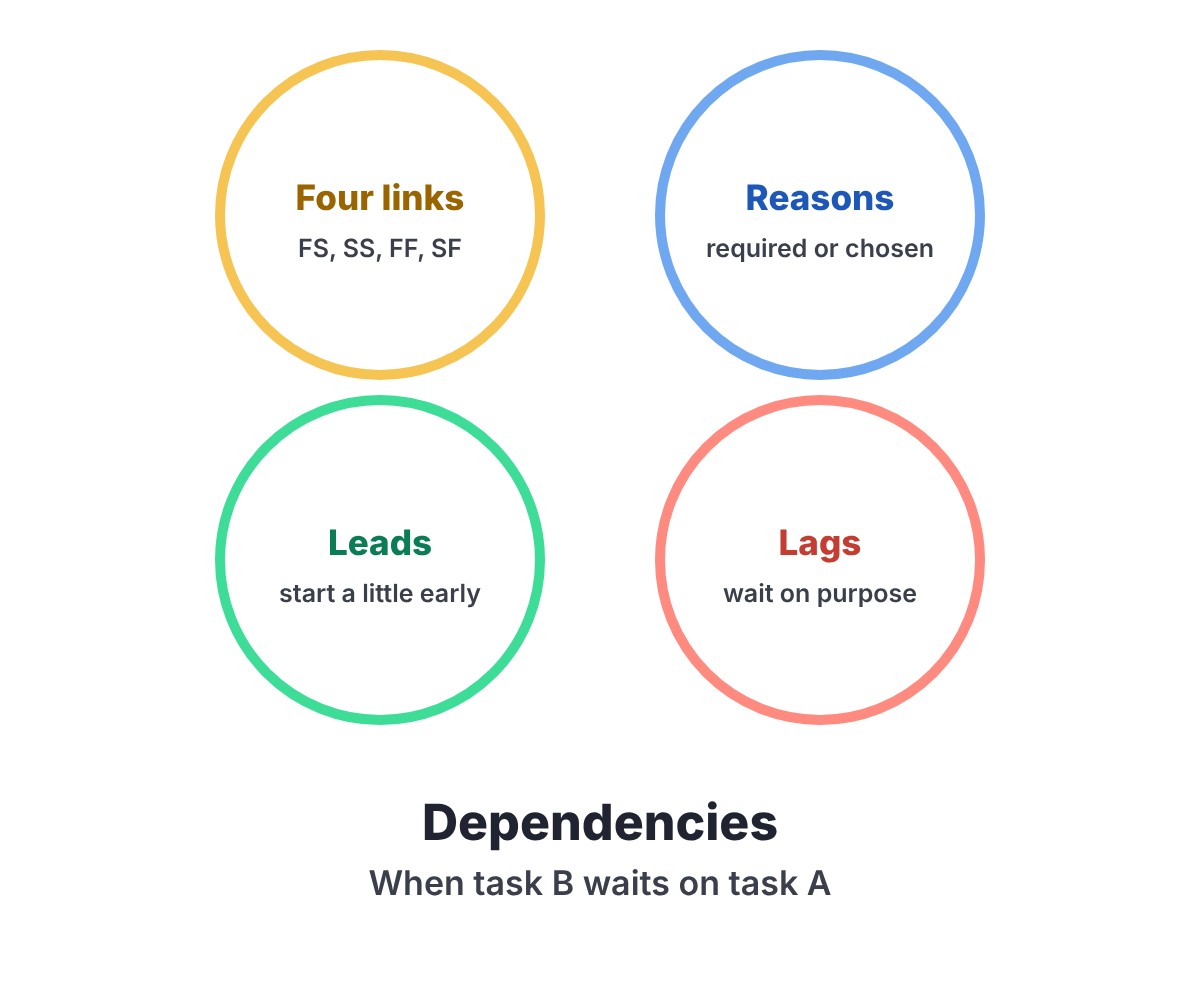 Four links
FS, SS, FF, SF
Reasons
required or chosen
Leads
start a little early
Lags
wait on purpose
Dependencies
When task B waits on task A